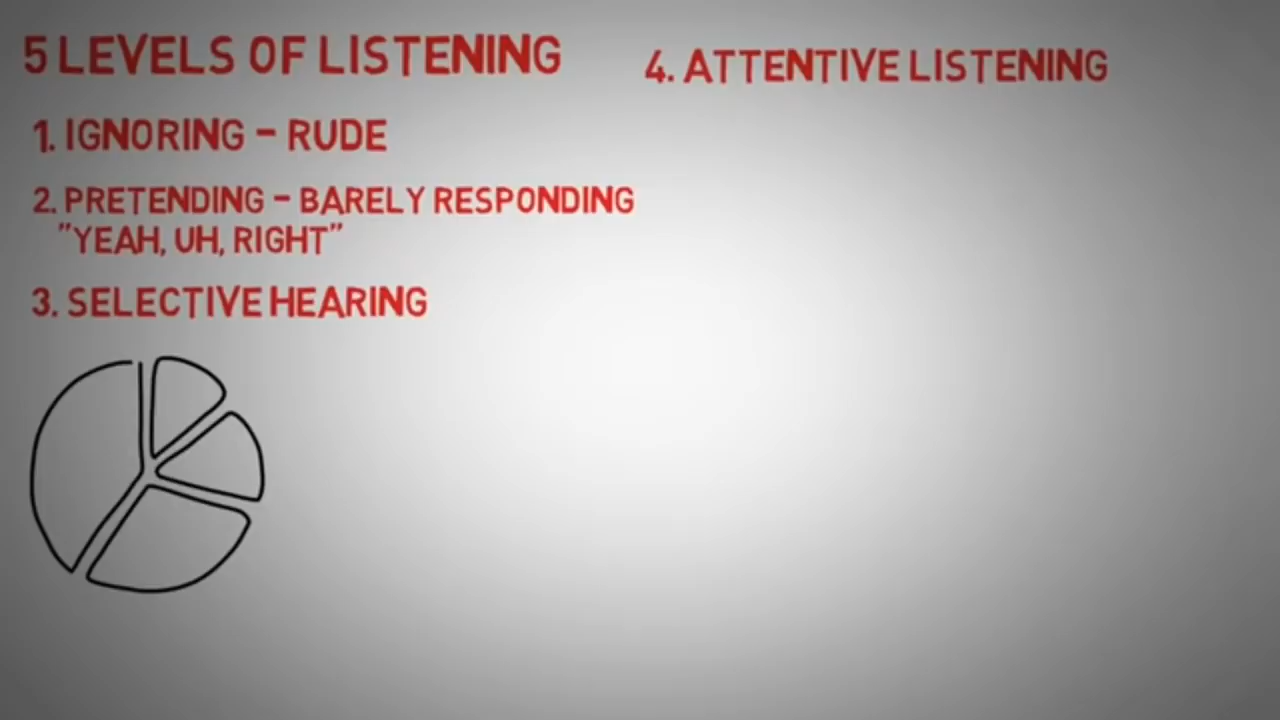 5 LEVELS OF LISTENING
1. IGNORING – RUDE
2. PRETENDING – BARELY RESPONDING
"YEAH, UH, RIGHT"
3. SELECTIVE HEARING
4. ATTENTIVE LISTENING